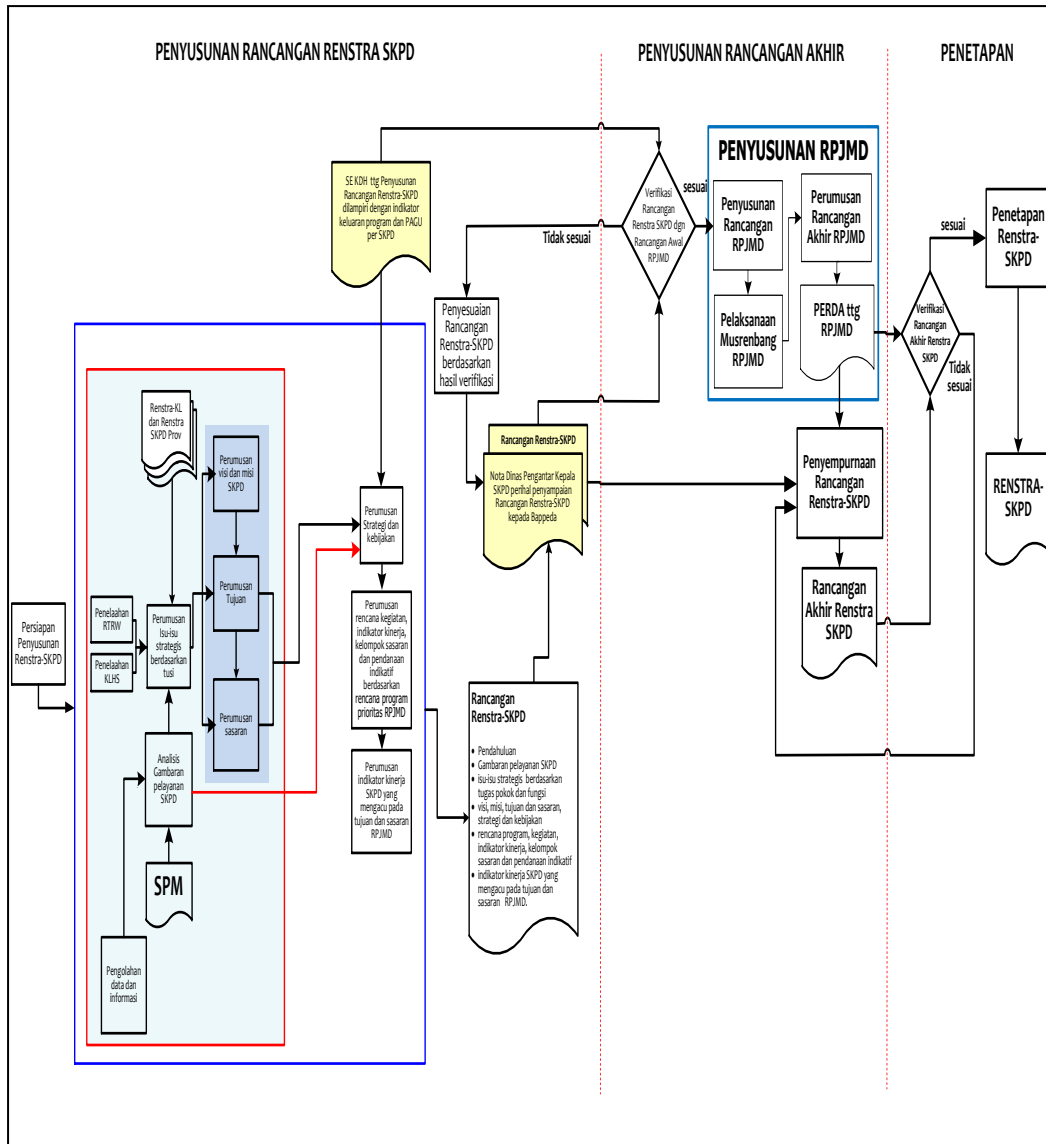 PENYUSUNAN RANCANGAN RENSTRA SKPD
PENYUSUNAN RANCANGAN AKHIR
PENETAPAN
SE KDH ttg Penyusunan
Rancangan Renstra-SKPD
dilampiri dengan indikator
keluaran program dan PAGU
per SKPD
Verifikasi
Rancangan
Renstra SKPD dgn
Rancangan Awal
RPJMD
sesuai
Tidak sesuai
PENYUSUNAN RPJMD
Penyusunan
Rancangan
RPJMD
Perumusan
Rancangan
Akhir RPJMD
Pelaksanaan
Musrenbang
RPJMD
PERDA ttg
RPJMD
sesuai
Penetapan
Renstra-
SKPD
Verifikasi
Rancangan
Akhir Renstra
SKPD
Tidak
sesuai
Penyesuaian
Rancangan
Renstra-SKPD
berdasarkan
hasil verifikasi
Renstra-KL
dan Renstra
SKPD Prov
Perumusan
visi dan misi
SKPD
Rancangan Renstra-SKPD
Nota Dinas Pengantar Kepala
SKPD perihal penyampaian
Rancangan Renstra-SKPD
kepada Bappeda
Penyempurnaan
Rancangan
Renstra-SKPD
RENSTRA-
SKPD
Perumusan
Strategi dan
kebijakan
Perumusan
Tujuan
Rancangan
Akhir Renstra
SKPD
Persiapan
Penyusunan
Renstra-SKPD
Penelaahan
RTRW
Penelaahan
KLHS
Perumusan
Isu-isu
strategis
berdasarkan
tusi
Perumusan
rencana kegiatan,
indikator kinerja,
kelompok sasaran
dan pendanaan
indikatif
berdasarkan
rencana program
prioritas RPJMD
Perumusan
sasaran
Analisis
Gambaran
pelayanan
SKPD
Perumusan
indikator kinerja
SKPD yang
mengacu pada
tujuan dan sasaran
RPJMD
Rancangan
Renstra-SKPD
• Pendahuluan
• Gambaran pelayanan SKPD
• isu-isu strategis berdasarkan
tugas pokok dan fungsi
• visi, misi, tujuan dan sasaran,
strategi dan kebijakan
• rencana program, kegiatan,
indikator kinerja, kelompok
sasaran dan pendanaan indikatif
• indikator kinerja SKPD yang
mengacu pada tujuan dan
sasaran RPJMD.
SPM
Pengolahan
data dan
informasi